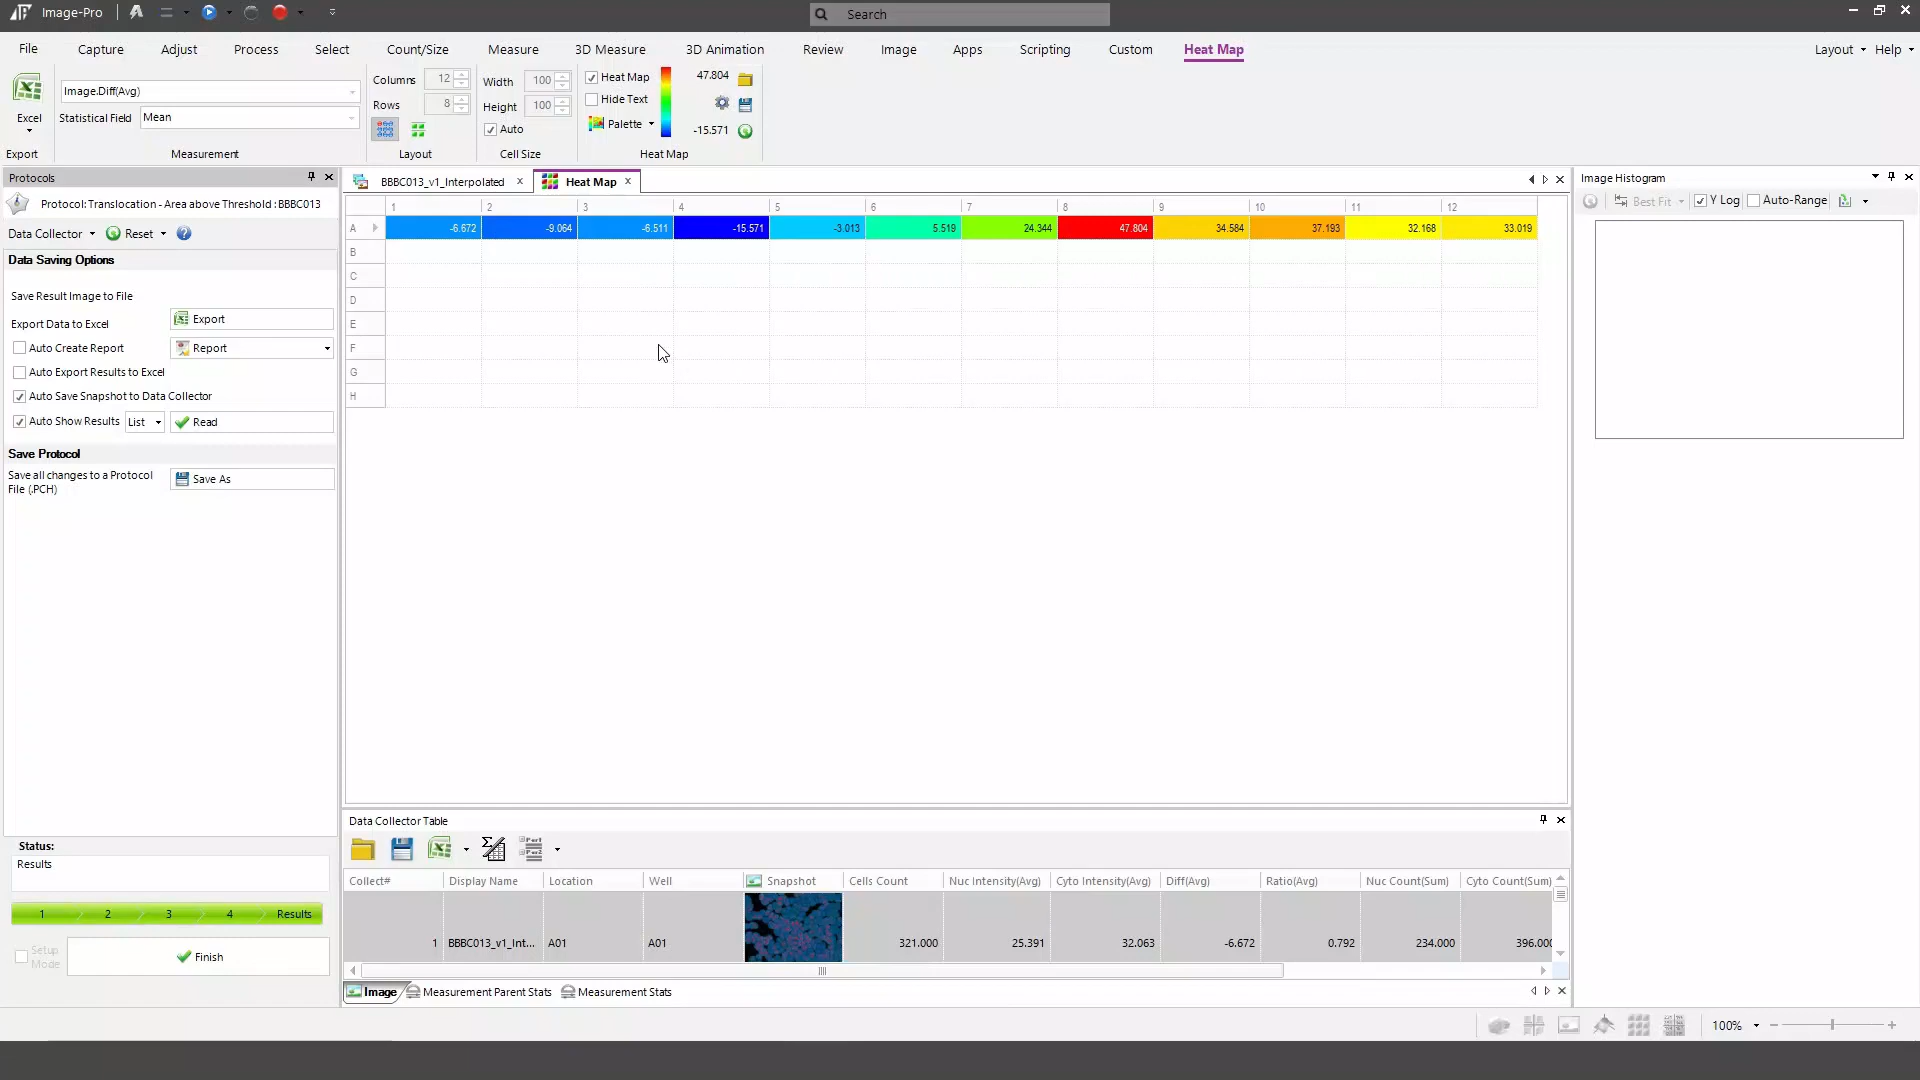 Image-Pro
Search
File Capture Adjust Process Select Count/Size Measure 3D Measure 3D Animation Review Image Apps Scripting Custom Heat Map Layout Help
Excel
Export
Image.Diff(Avg)
Statistical Field Mean
Measurement
Columns 12
Rows 8
Layout
Width 100
Height 100
Auto
Cell Size
Heat Map 47.804
Hide Text
Palette -15.571
Heat Map
Protocols
Protocol: Translocation - Area above Threshold : BBBC013
Data Collector Reset
Data Saving Options
Save Result Image to File
Export Data to Excel Export
Auto Create Report Report
Auto Export Results to Excel
Auto Save Snapshot to Data Collector
Auto Show Results List Read
Save Protocol
Save all changes to a Protocol
File (.PCH)
Save As
Status:
Results
1 2 3 4 Results
Setup
Mode
Finish
BBBC013_v1_Interpolated Heat Map
1 2 3 4 5 6 7 8 9 10 11 12
A -6.672 -9.064 -6.511 -15.571 -3.013 5.519 24.344 47.804 34.584 37.193 32.168 33.019
B
C
D
E
F
G
H
Image Histogram
Best Fit Y Log Auto-Range
Data Collector Table
Collect# Display Name Location Well Snapshot Cells Count Nuc Intensity(Avg) Cyto Intensity(Avg) Diff(Avg) Ratio(Avg) Nuc Count(Sum) Cyto Count(Sum)
1 BBBC013_v1_Int... A01 A01 321.000 25.391 32.063 -6.672 0.792 234.000 396.000
Image Measurement Parent Stats Measurement Stats
100%